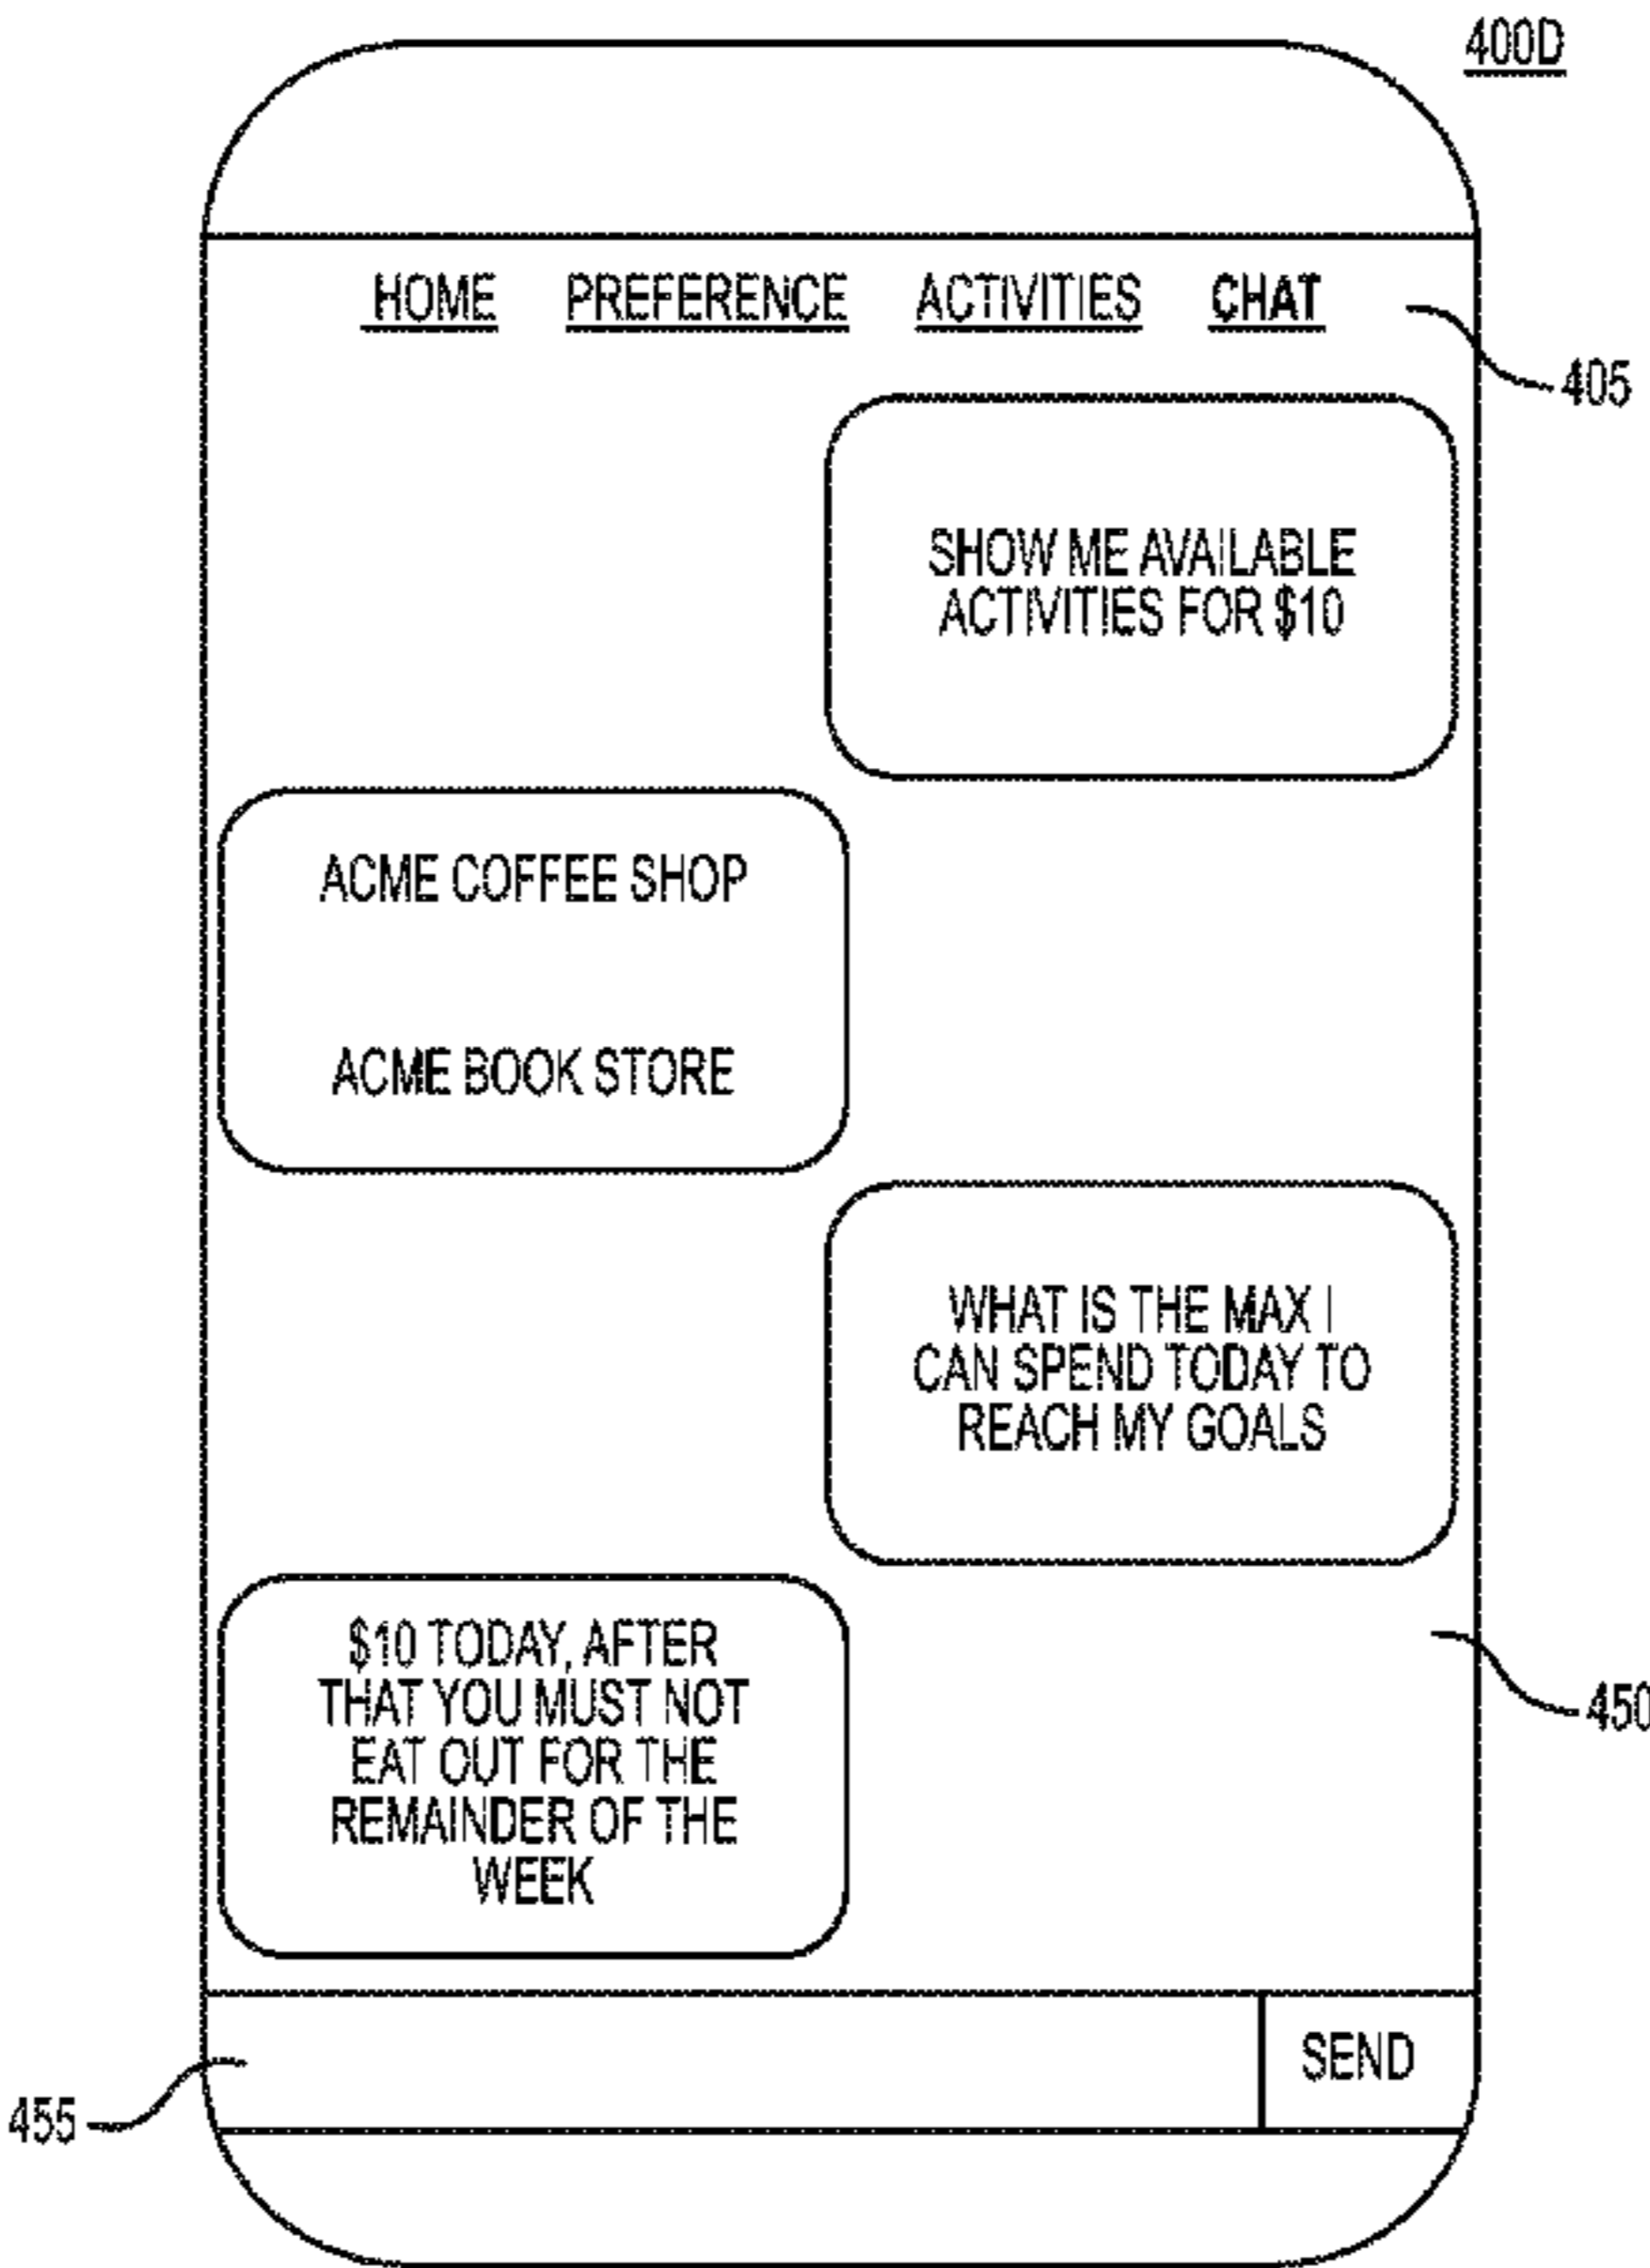 400D
HOME PREFERENCE ACTIVITIES CHAT
405
SHOW ME AVAILABLE
ACTIVITIES FOR $10
ACME COFFEE SHOP
ACME BOOK STORE
WHAT IS THE MAX I
CAN SPEND TODAY TO
REACH MY GOALS
$10 TODAY, AFTER
THAT YOU MUST NOT
EAT OUT FOR THE
REMAINDER OF THE
WEEK
450
SEND
455